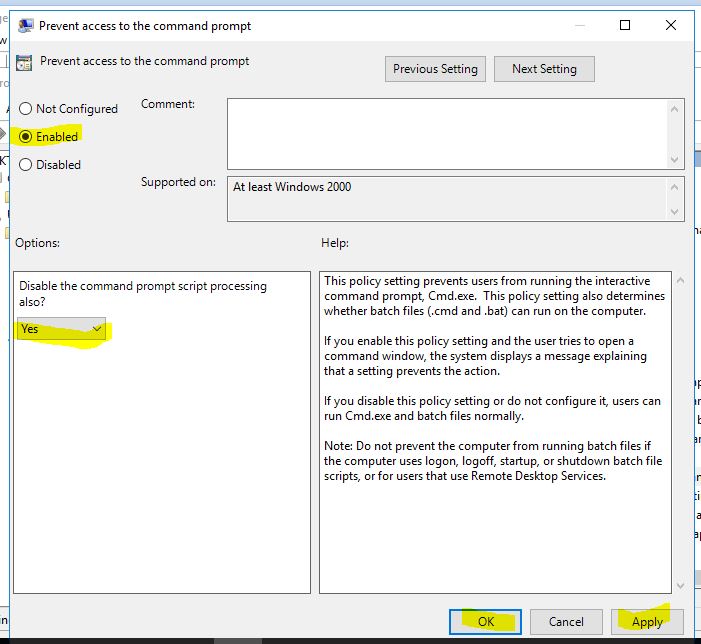 Prevent access to the command prompt
Prevent access to the command prompt
Previous Setting
Next Setting
Not Configured
Enabled
Disabled
Comment:
Supported on:
At least Windows 2000
Options:
Help:
Disable the command prompt script processing
also?
Yes
This policy setting prevents users from running the interactive
command prompt, Cmd.exe. This policy setting also determines
whether batch files (.cmd and .bat) can run on the computer.
If you enable this policy setting and the user tries to open a
command window, the system displays a message explaining
that a setting prevents the action.
If you disable this policy setting or do not configure it, users can
run Cmd.exe and batch files normally.
Note: Do not prevent the computer from running batch files if
the computer uses logon, logoff, startup, or shutdown batch file
scripts, or for users that use Remote Desktop Services.
OK
Cancel
Apply